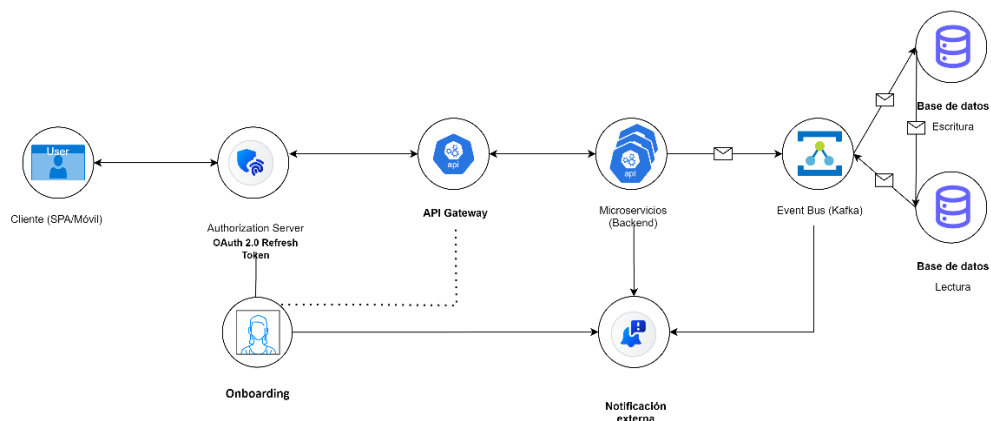 User
Cliente (SPA/Móvil)
Authorization Server
OAuth 2.0 Refresh
Token
api
API Gateway
api
Microservicios
(Backend)
Event Bus (Kafka)
Base de datos
Escritura
Base de datos
Lectura
Onboarding
Notificación
externa